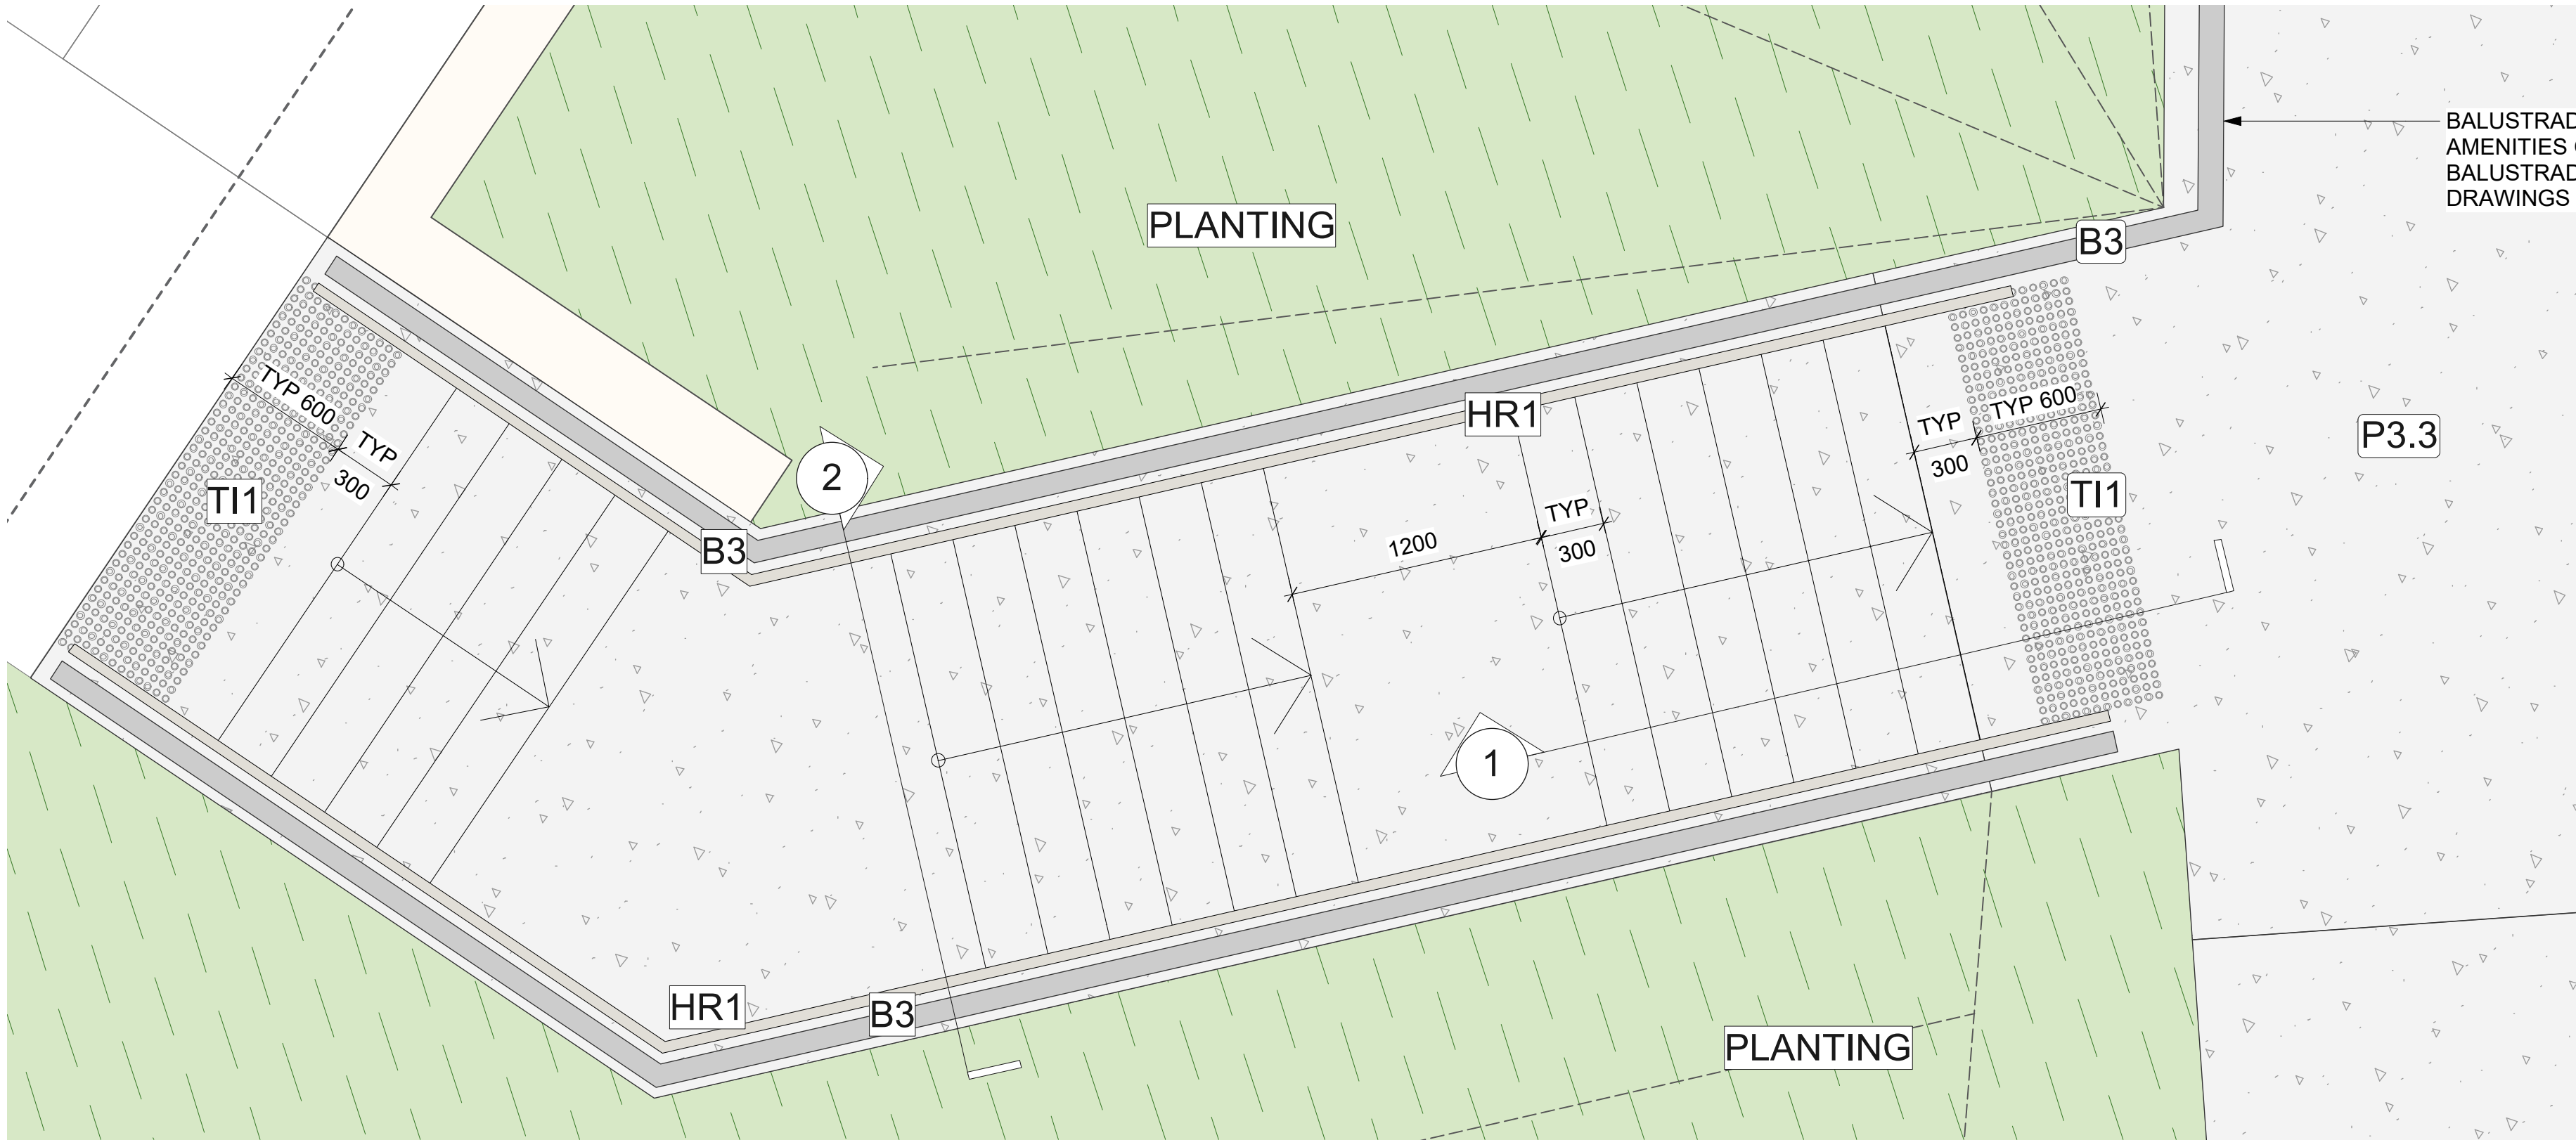 BALUSTRAD
AMENITIES
BALUSTRAD
DRAWINGS
PLANTING
B3
TYP 600
TYP
300
TI1
2
B3
HR1
TYP
300
TYP 600
P3.3
TI1
1200
TYP
300
1
HR1
B3
PLANTING